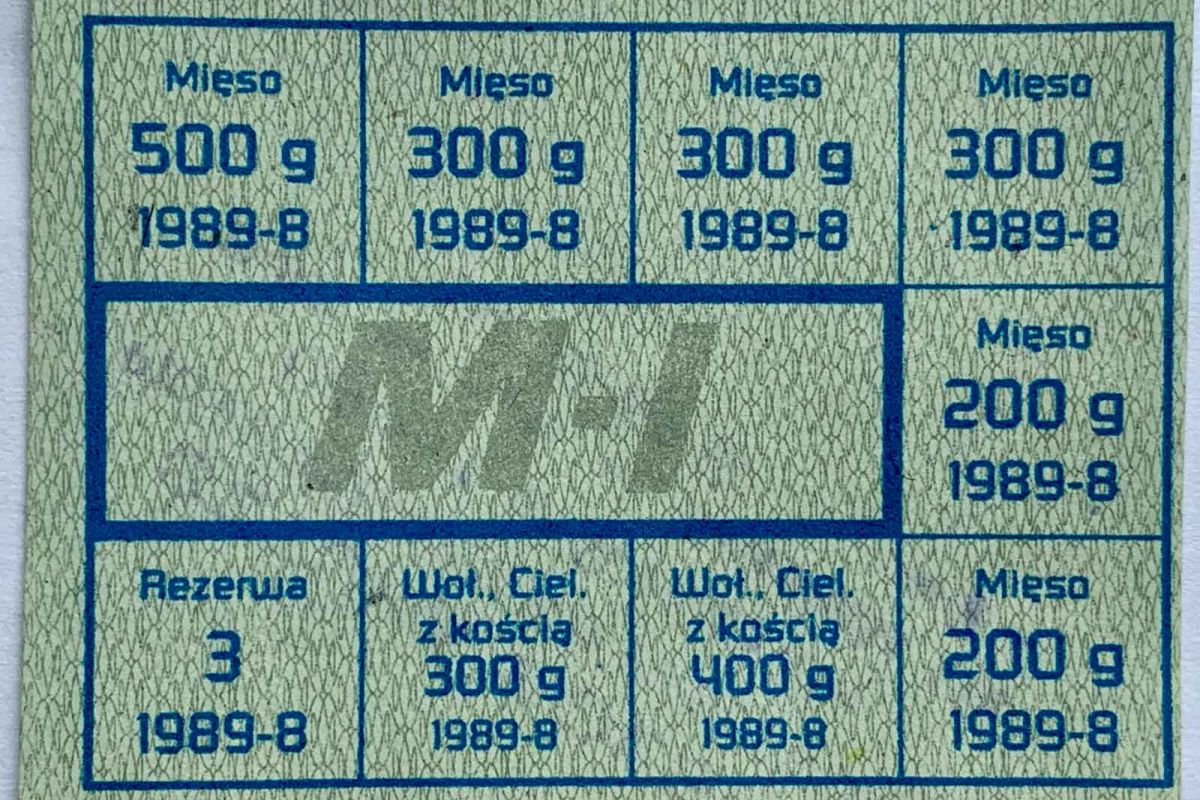 Mięso
500 g
1989-8
Mięso
300 g
1989-8
Mięso
300 g
1989-8
Mięso
300 g
1989-8
M-I
Mięso
200 g
1989-8
Rezerwa
3
1989-8
Woł., Ciel.
z kością
300 g
1989-8
Woł., Ciel.
z kością
400 g
1989-8
Mięso
200 g
1989-8